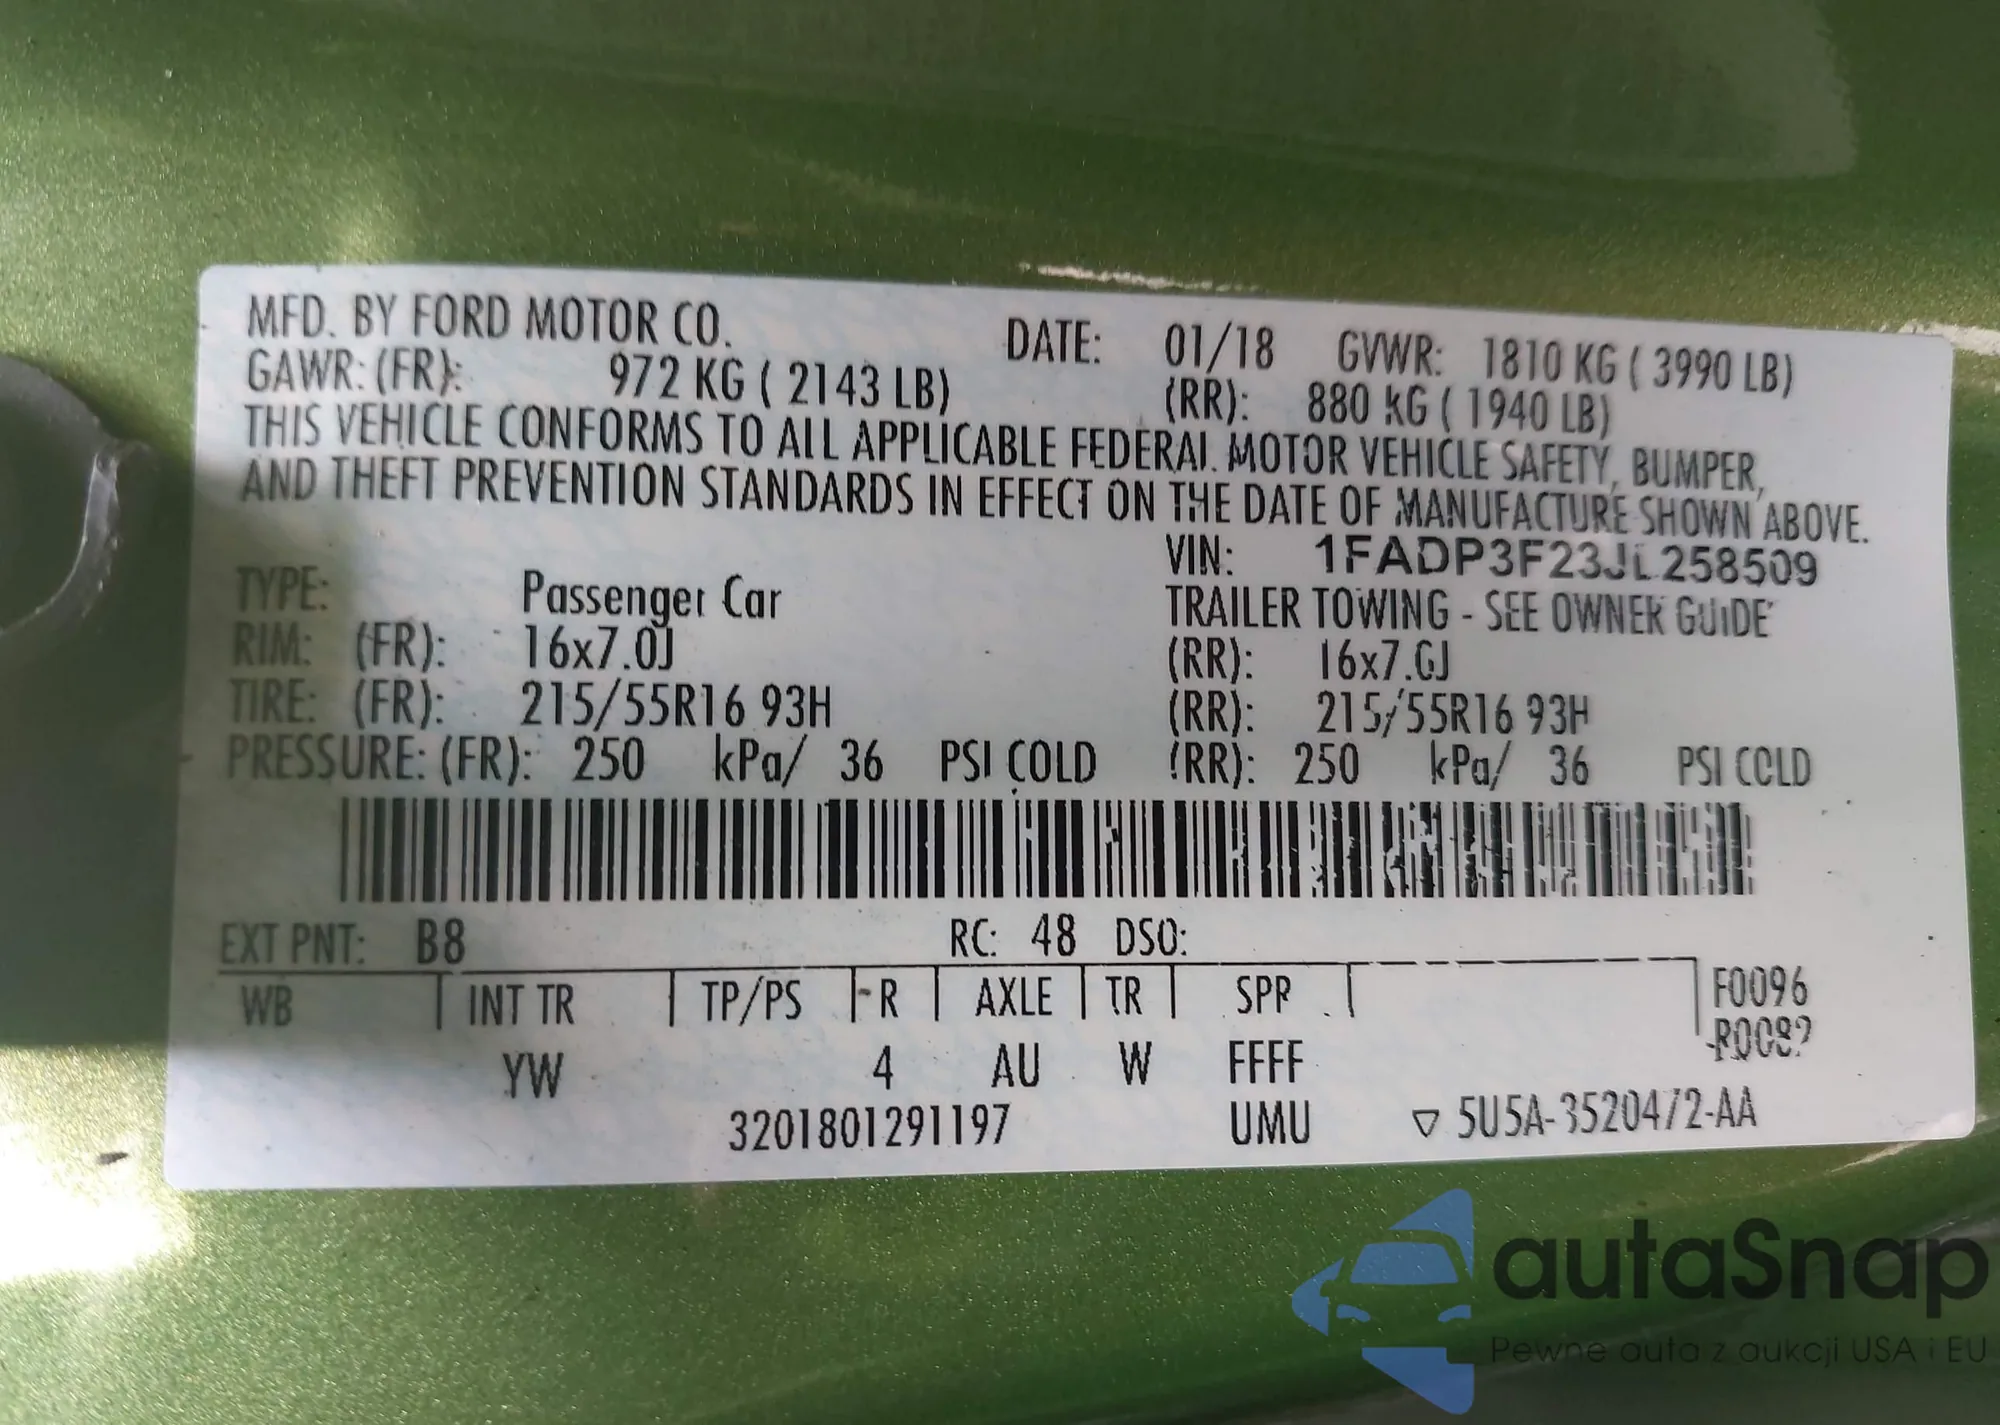 MFD. BY FORD MOTOR CO. DATE: 01/18 GVWR: 1810 KG ( 3990 LB)
GAWR: (FR): 972 KG ( 2143 LB) (RR): 880 KG ( 1940 LB)
THIS VEHICLE CONFORMS TO ALL APPLICABLE FEDERAL MOTOR VEHICLE SAFETY, BUMPER,
AND THEFT PREVENTION STANDARDS IN EFFECT ON THE DATE OF MANUFACTURE SHOWN ABOVE.
VIN: 1FADP3F23JL258509
TYPE: Passenger Car TRAILER TOWING - SEE OWNER GUIDE
RIM: (FR): 16x7.0J (RR): 16x7.0J
TIRE: (FR): 215/55R16 93H (RR): 215/55R16 93H
PRESSURE: (FR): 250 kPa/ 36 PSI COLD (RR): 250 kPa/ 36 PSI COLD
EXT PNT: B8 RC: 48 DSO:
WB INT TR TP/PS R AXLE TR SPR F0096
R0082
YW 4 AU W FFFF
3201801291197 UMU ▽ 5U5A-3520472-AA
autaSnap
Pewne auta z aukcji USA i EU